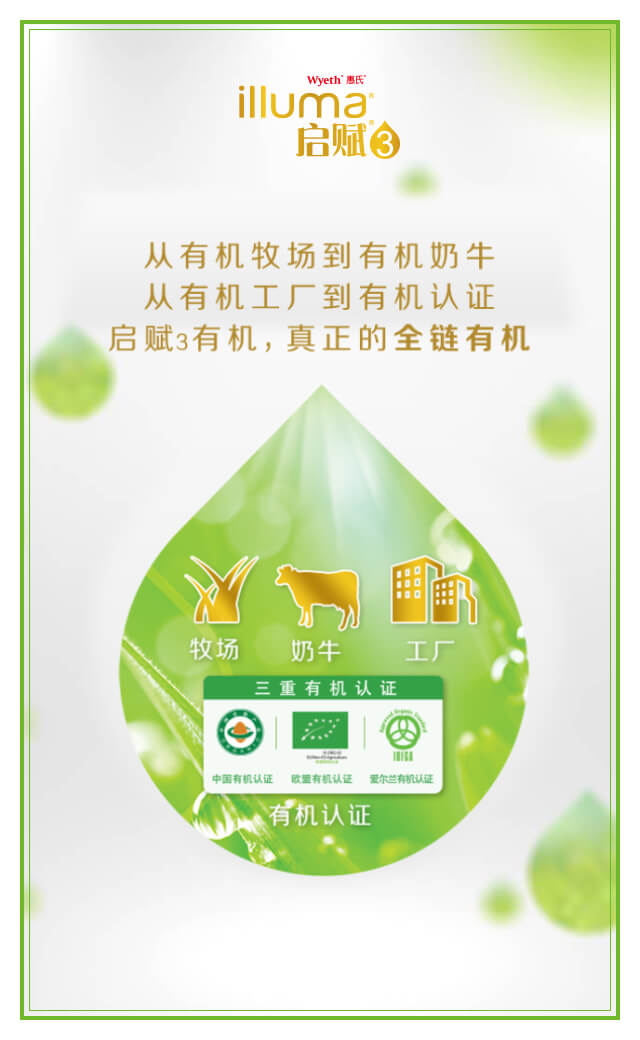 Wyeth® 惠氏®
illuma®
启赋®3
从有机牧场到有机奶牛
从有机工厂到有机认证
启赋3有机，真正的全链有机
牧场 奶牛 工厂
三重有机认证
中国有机认证 欧盟有机认证 爱尔兰有机认证
有机认证